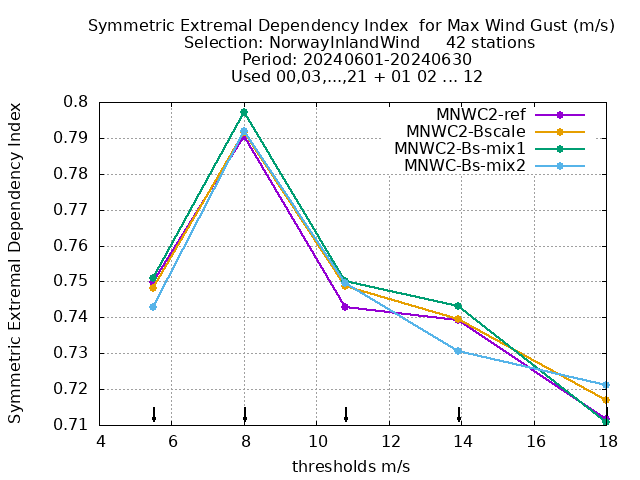 Symmetric Extremal Dependency Index  for Max Wind Gust (m/s)
Selection: NorwayInlandWind     42 stations
Period: 20240601-20240630
Used 00,03,...,21 + 01 02 ... 12
Symmetric Extremal Dependency Index
0.8
0.79
0.78
0.77
0.76
0.75
0.74
0.73
0.72
0.71
MNWC2-ref
MNWC2-Bscale
MNWC2-Bs-mix1
MNWC-Bs-mix2
4 6 8 10 12 14 16 18
thresholds m/s